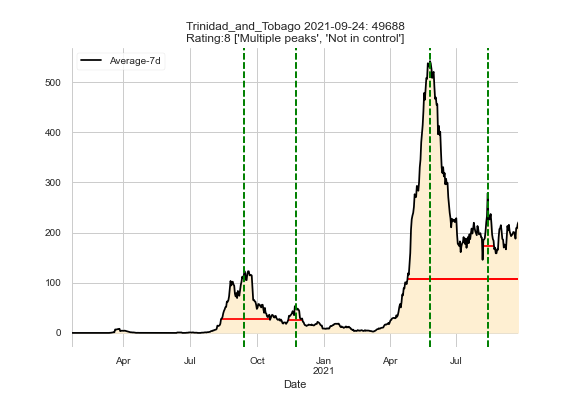 Trinidad_and_Tobago 2021-09-24: 49688
Rating:8 ['Multiple peaks', 'Not in control']
Average-7d
500
400
300
200
100
0
Apr Jul Oct Jan Apr Jul
2021
Date